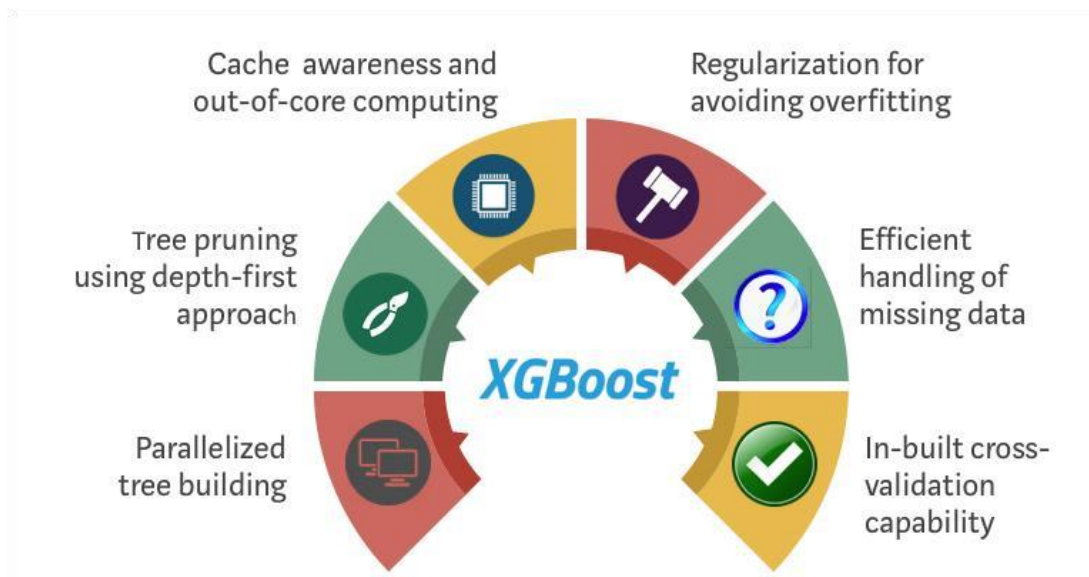 Cache awareness and
out-of-core computing
Regularization for
avoiding overfitting
Tree pruning
using depth-first
approach
Efficient
handling of
missing data
XGBoost
Parallelized
tree building
In-built cross-
validation
capability